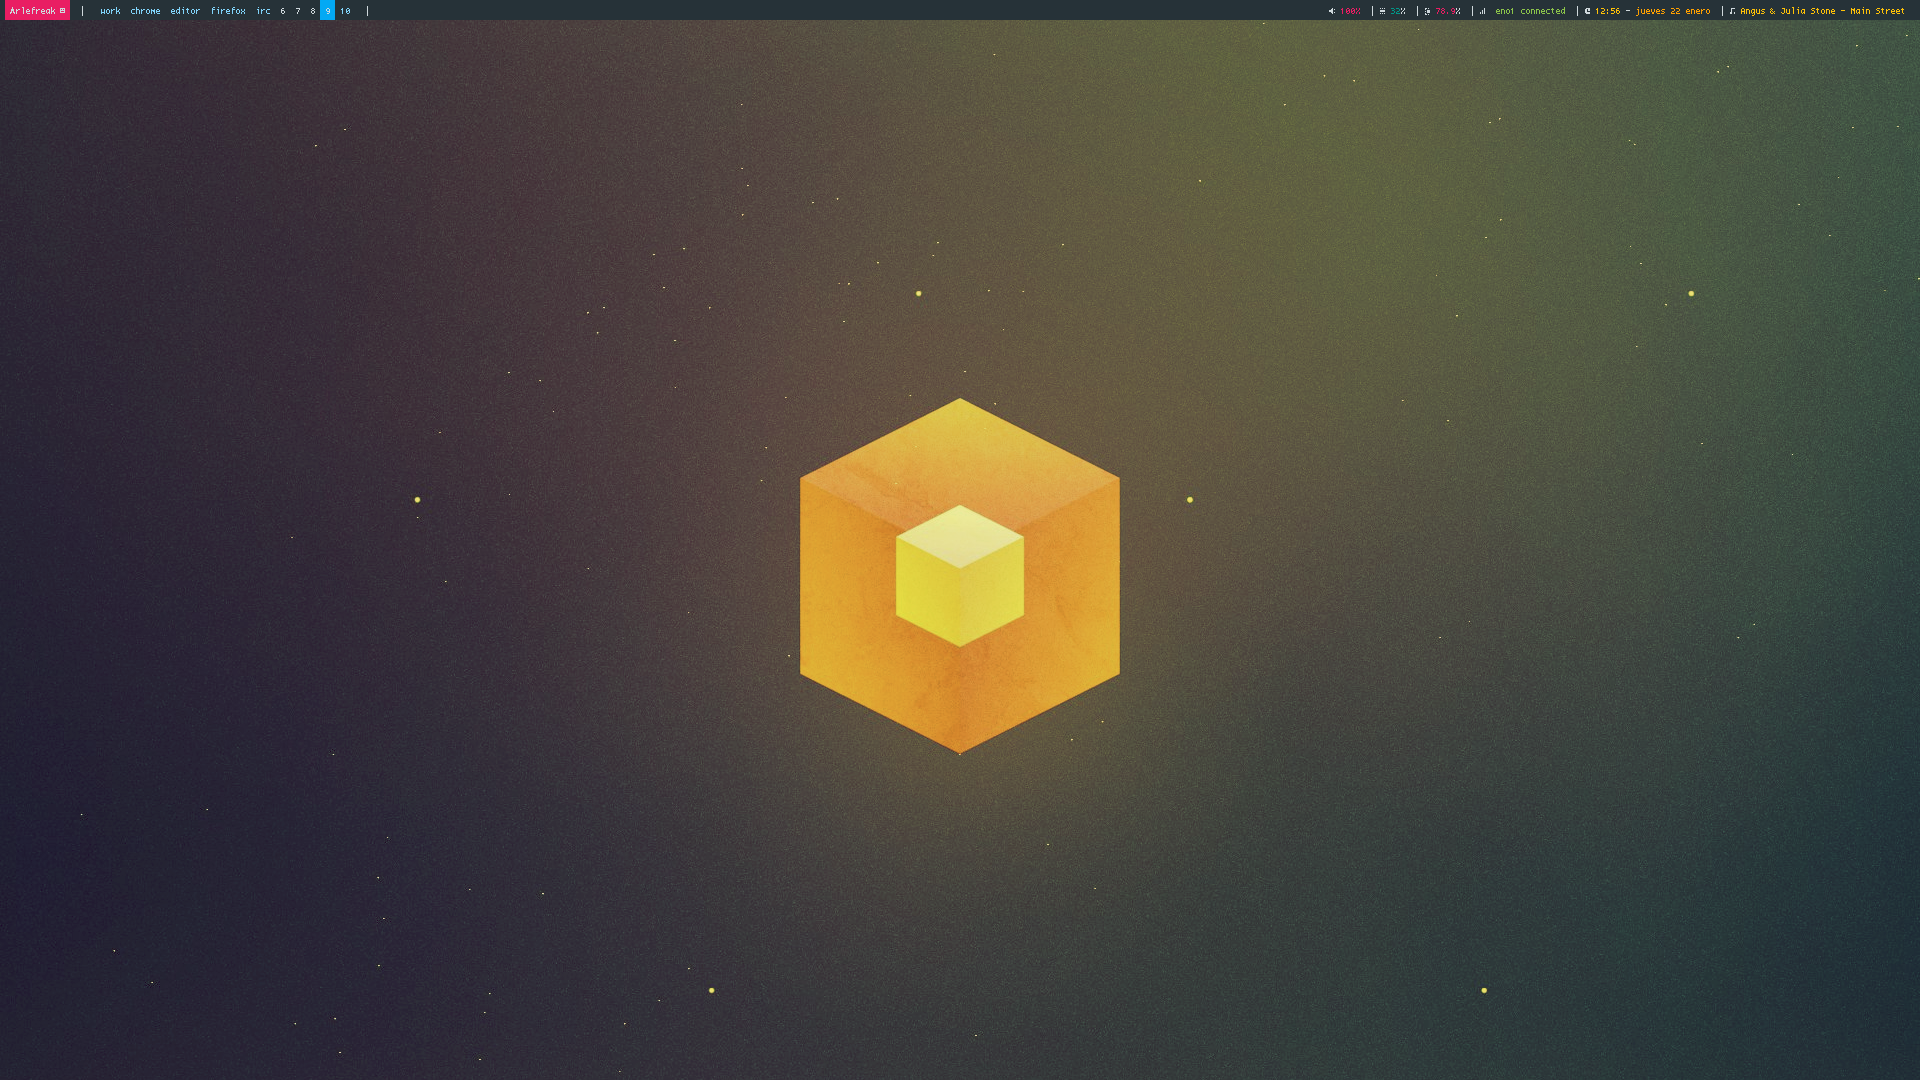 Arlefreak | work chrome editor firefox irc 6 7 8 9 10 | 100% | 32% | 78.9% | eno1 connected | 12:56 - jueves 22 enero | Angus & Julia Stone - Main Street